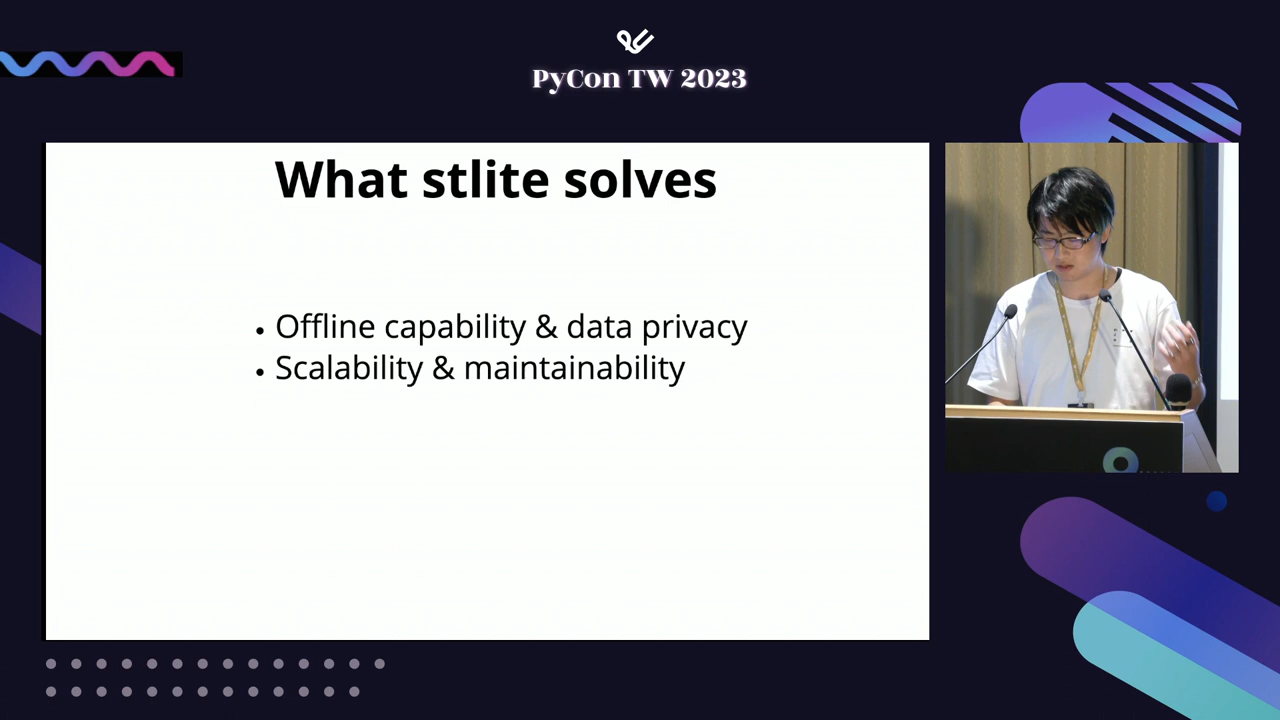 PyCon TW 2023
What stlite solves
• Offline capability & data privacy
• Scalability & maintainability